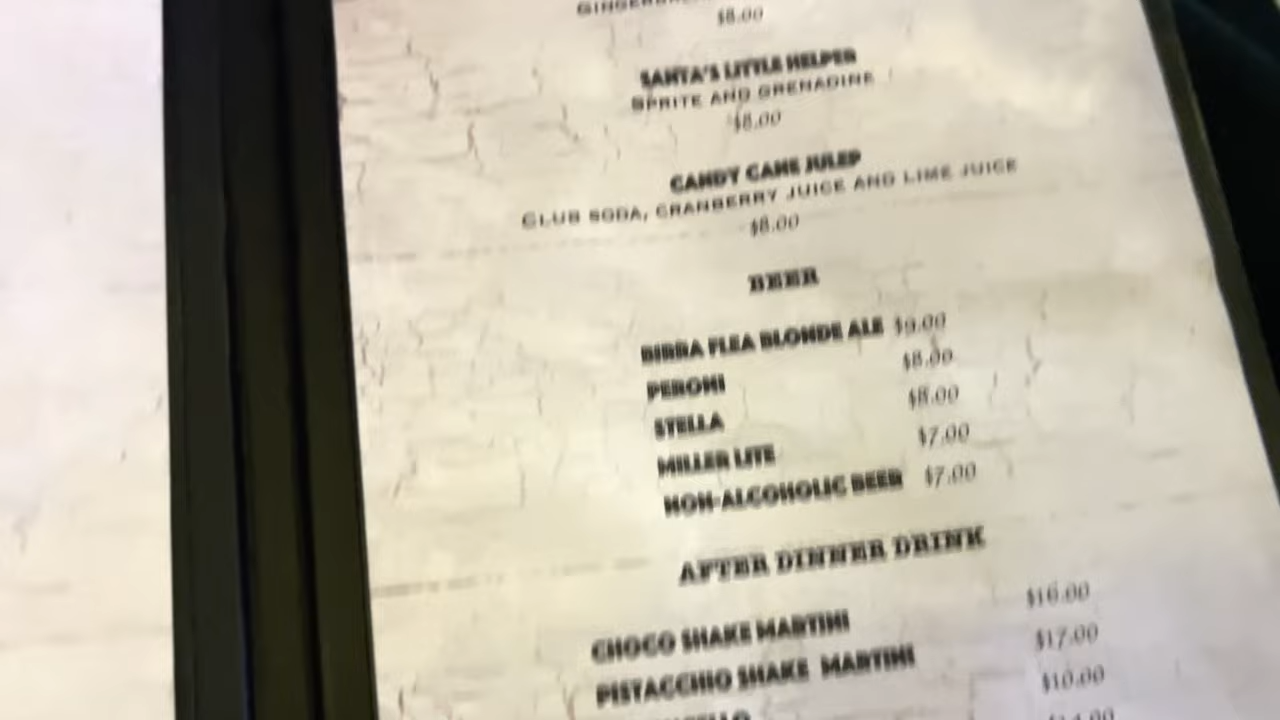 $8.00
SANTA'S LITTLE HELPER
SPRITE AND GRENADINE
$8.00
CANDY CANE JULEP
CLUB SODA, CRANBERRY JUICE AND LIME JUICE
$8.00
BEER
BIRRA FLEA BLONDE ALE $9.00
PERONI $8.00
STELLA $8.00
MILLER LITE $7.00
NON-ALCOHOLIC BEER $7.00
AFTER DINNER DRINK
CHOCO SHAKE MARTINI $16.00
PISTACCHIO SHAKE MARTINI $17.00
$10.00